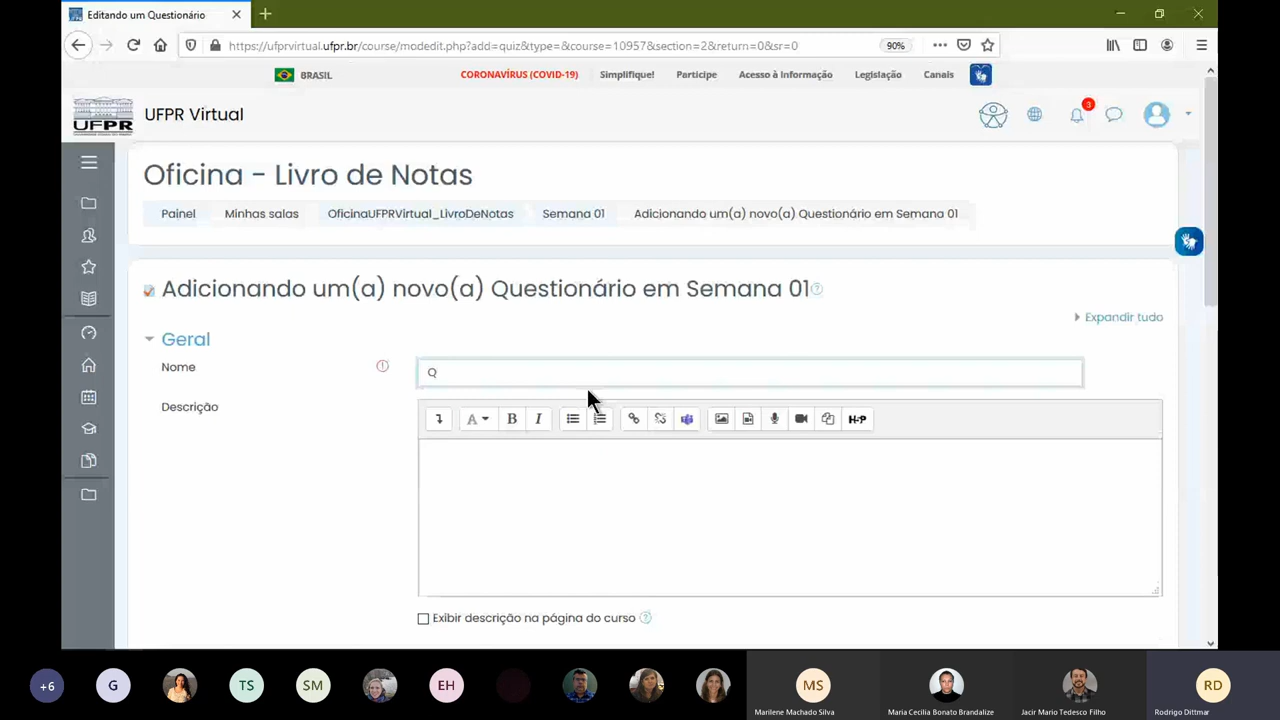 Editando um Questionário
https://ufprvirtual.ufpr.br/course/modedit.php?add=quiz&type=&course=10957&section=2&return=0&sr=0
90%
BRASIL
CORONAVÍRUS (COVID-19)
Simplifique!
Participe
Acesso à Informação
Legislação
Canais
UFPR
UFPR Virtual
3
Oficina - Livro de Notas
Painel
Minhas salas
OficinaUFPRVirtual_LivroDeNotas
Semana 01
Adicionando um(a) novo(a) Questionário em Semana 01
Adicionando um(a) novo(a) Questionário em Semana 01
Expandir tudo
Geral
Nome
Q
Descrição
A B I H-P
Exibir descrição na página do curso
+6
G
TS
SM
EH
MS
RD
Marilene Machado Silva
Maria Cecilia Bonato Brandalize
Jacir Mario Tedesco Filho
Rodrigo Dittmar